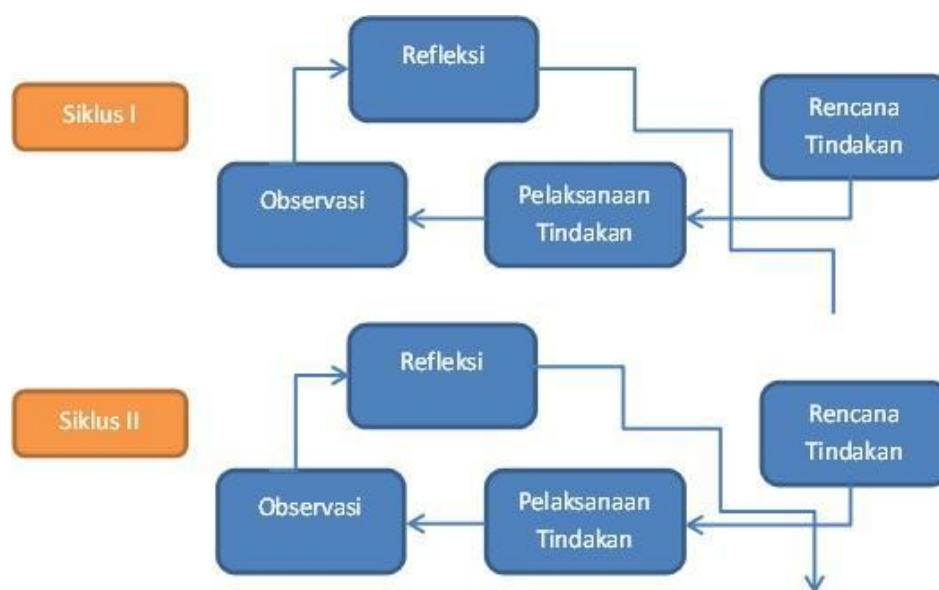 Siklus I
Refleksi
Rencana
Tindakan
Observasi
Pelaksanaan
Tindakan
Siklus II
Refleksi
Rencana
Tindakan
Observasi
Pelaksanaan
Tindakan